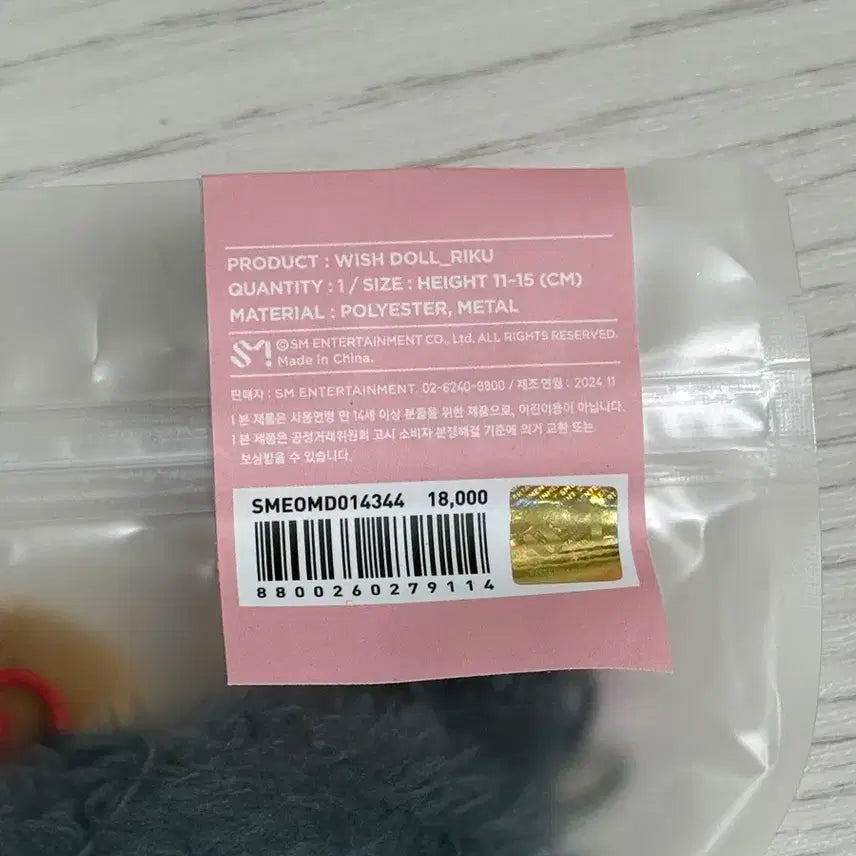 PRODUCT : WISH DOLL_RIKU
QUANTITY : 1 / SIZE : HEIGHT 11-15 (CM)
MATERIAL : POLYESTER, METAL
SM! ©SM ENTERTAINMENT CO., Ltd. ALL RIGHTS RESERVED.
Made in China.
판매자 : SM ENTERTAINMENT. 02-6240-9800 / 제조 연월 : 2024 11
! 본 제품은 사용연령 만 14세 이상 분들을 위한 제품으로, 어린이용이 아닙니다.
! 본 제품은 공정거래위원회 고시 소비자 분쟁해결 기준에 의거 교환 또는
보상받을 수 있습니다.
SMEOMD014344 18,000
8800260279114